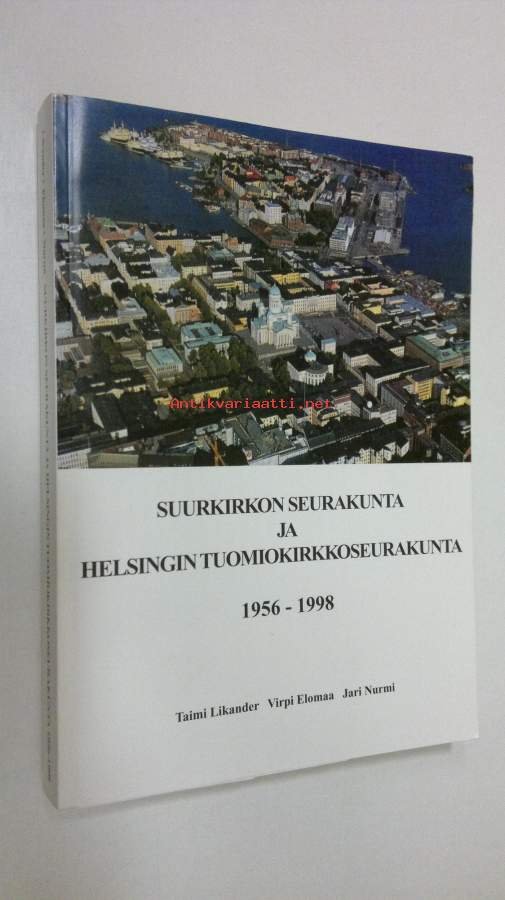 Antikvariaatti.net
SUURKIRKON SEURAKUNTA
JA
HELSINGIN TUOMIOKIRKKOSEURAKUNTA
1956 - 1998
Taimi Likander Virpi Elomaa Jari Nurmi